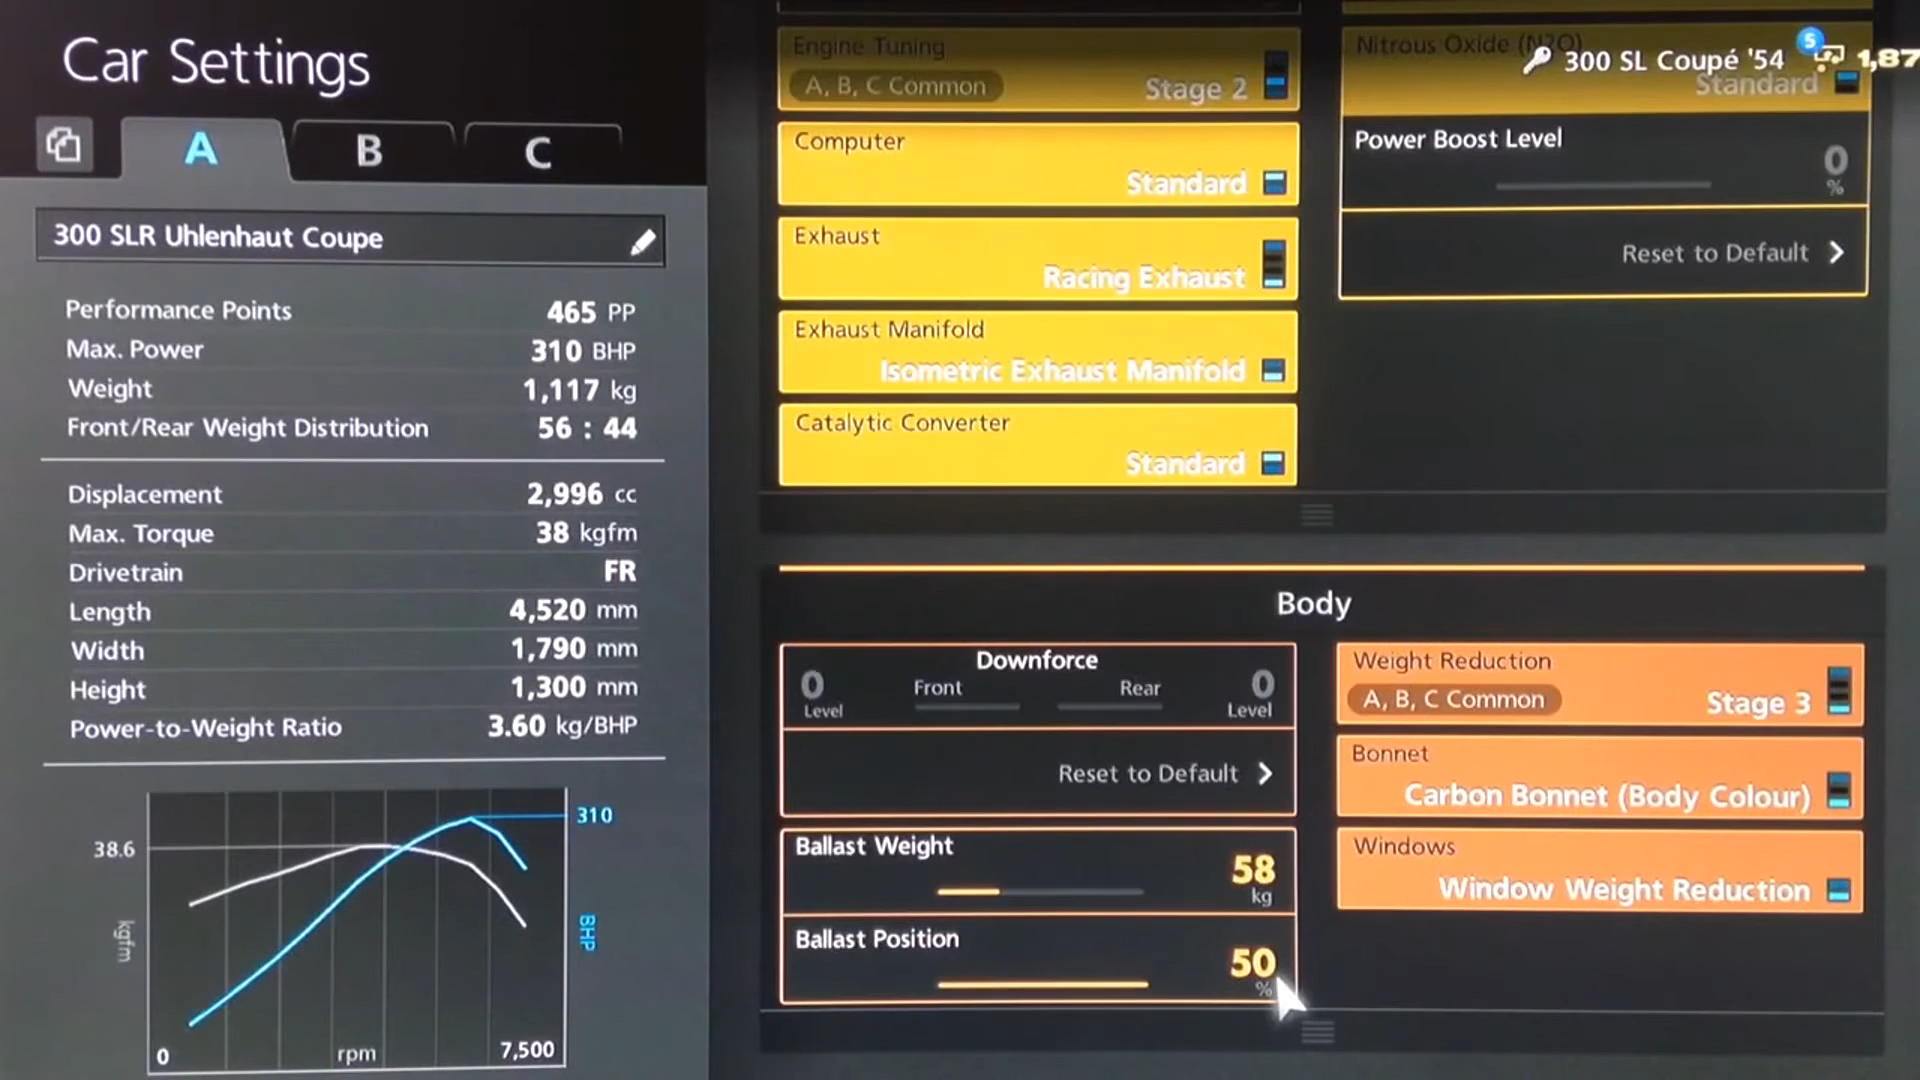 Car Settings
A
B
C
300 SLR Uhlenhaut Coupe
Performance Points 465 PP
Max. Power 310 BHP
Weight 1,117 kg
Front/Rear Weight Distribution 56 : 44
Displacement 2,996 cc
Max. Torque 38 kgfm
Drivetrain FR
Length 4,520 mm
Width 1,790 mm
Height 1,300 mm
Power-to-Weight Ratio 3.60 kg/BHP
310
38.6
kgfm
BHP
0 rpm 7,500
Engine Tuning
A, B, C Common Stage 2
Computer
Standard
Exhaust
Racing Exhaust
Exhaust Manifold
Isometric Exhaust Manifold
Catalytic Converter
Standard
Nitrous Oxide (N2O)
Standard
300 SL Coupé '54 5 1,87
Power Boost Level
0
%
Reset to Default
Body
Downforce
0 Front Rear 0
Level Level
Reset to Default
Ballast Weight
58
kg
Ballast Position
50
%
Weight Reduction
A, B, C Common Stage 3
Bonnet
Carbon Bonnet (Body Colour)
Windows
Window Weight Reduction